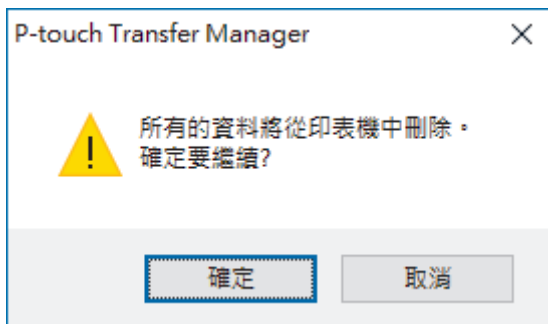 P-touch Transfer Manager
所有的資料將從印表機中刪除。
確定要繼續?
確定
取消